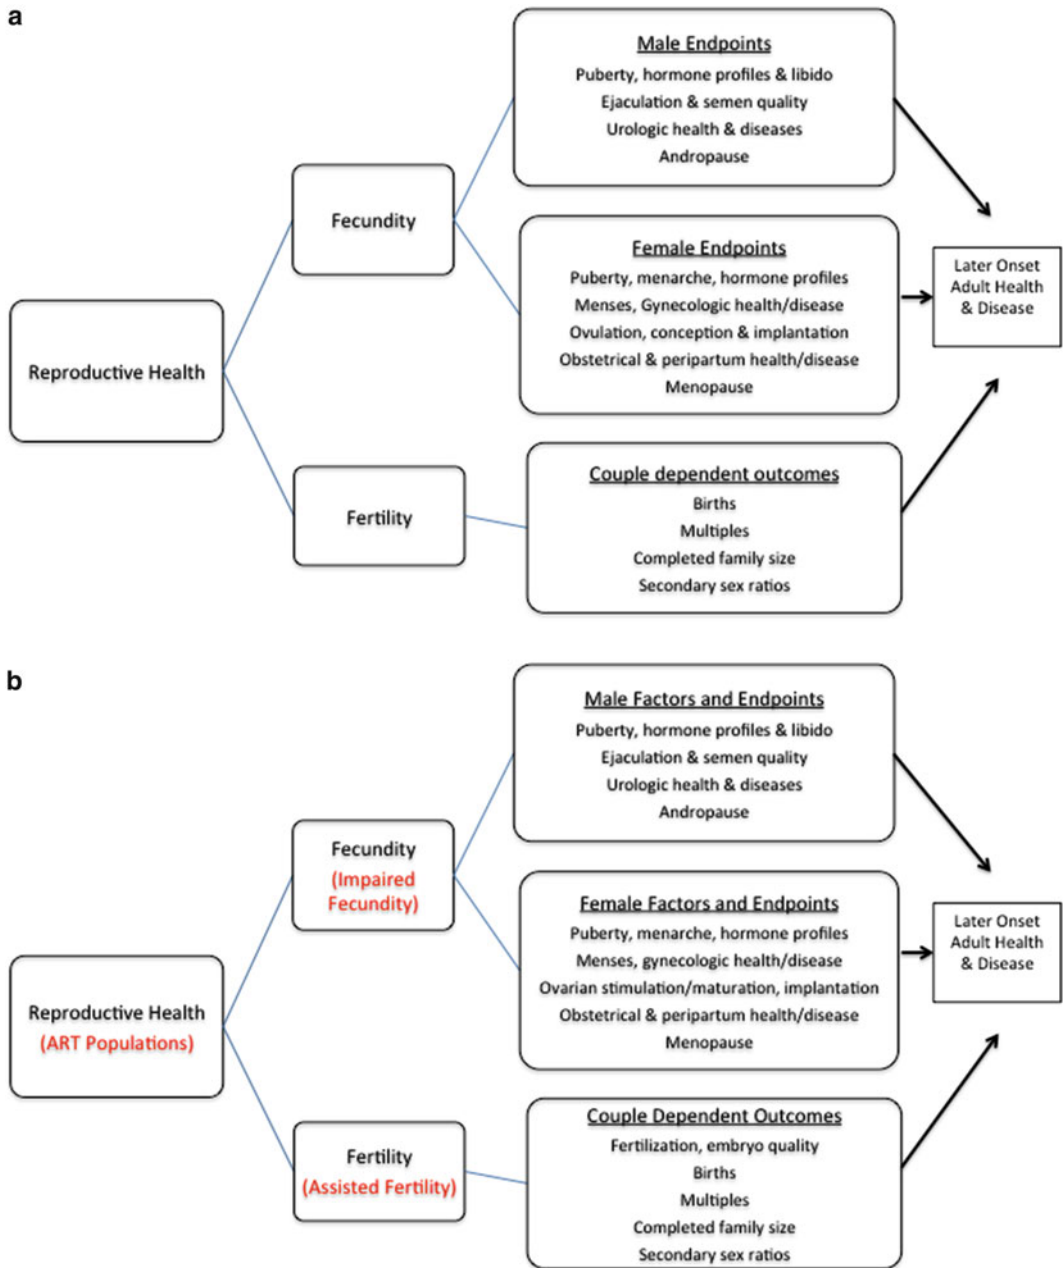 a
Male Endpoints
Puberty, hormone profiles & libido
Ejaculation & semen quality
Urologic health & diseases
Andropause
Fecundity
Female Endpoints
Puberty, menarche, hormone profiles
Menses, Gynecologic health/disease
Ovulation, conception & implantation
Obstetrical & peripartum health/disease
Menopause
Later Onset
Adult Health
& Disease
Reproductive Health
Fertility
Couple dependent outcomes
Births
Multiples
Completed family size
Secondary sex ratios
b
Male Factors and Endpoints
Puberty, hormone profiles & libido
Ejaculation & semen quality
Urologic health & diseases
Andropause
Fecundity
(Impaired
Fecundity)
Female Factors and Endpoints
Puberty, menarche, hormone profiles
Menses, gynecologic health/disease
Ovarian stimulation/maturation, implantation
Obstetrical & peripartum health/disease
Menopause
Later Onset
Adult Health
& Disease
Reproductive Health
(ART Populations)
Fertility
(Assisted Fertility)
Couple Dependent Outcomes
Fertilization, embryo quality
Births
Multiples
Completed family size
Secondary sex ratios